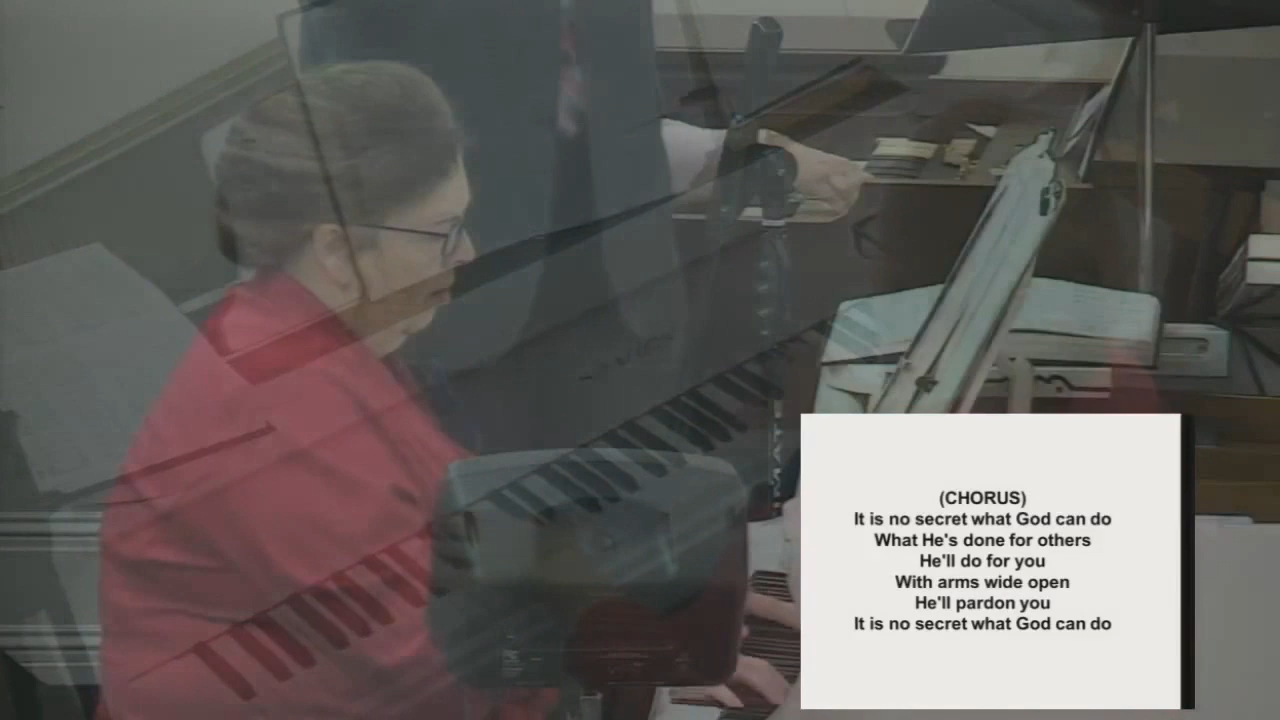 (CHORUS)
It is no secret what God can do
What He's done for others
He'll do for you
With arms wide open
He'll pardon you
It is no secret what God can do